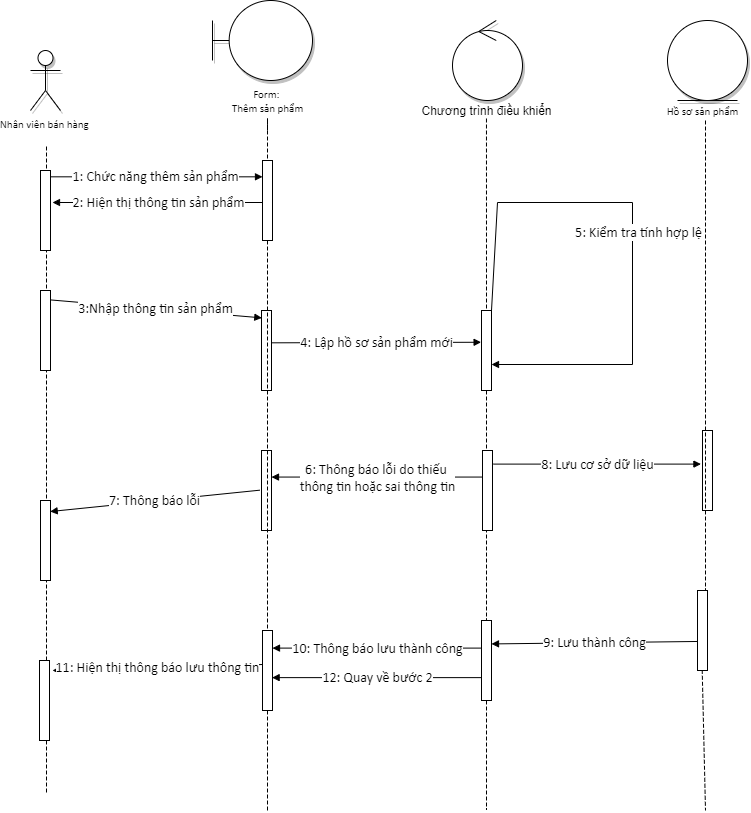 Nhân viên bán hàng
Form:
Thêm sản phẩm
Chương trình điều khiển
Hồ sơ sản phẩm
1: Chức năng thêm sản phẩm
2: Hiện thị thông tin sản phẩm
5: Kiểm tra tính hợp lệ
3:Nhập thông tin sản phẩm
4: Lập hồ sơ sản phẩm mới
6: Thông báo lỗi do thiếu
thông tin hoặc sai thông tin
8: Lưu cơ sở dữ liệu
7: Thông báo lỗi
9: Lưu thành công
10: Thông báo lưu thành công
11: Hiện thị thông báo lưu thông tin
12: Quay về bước 2